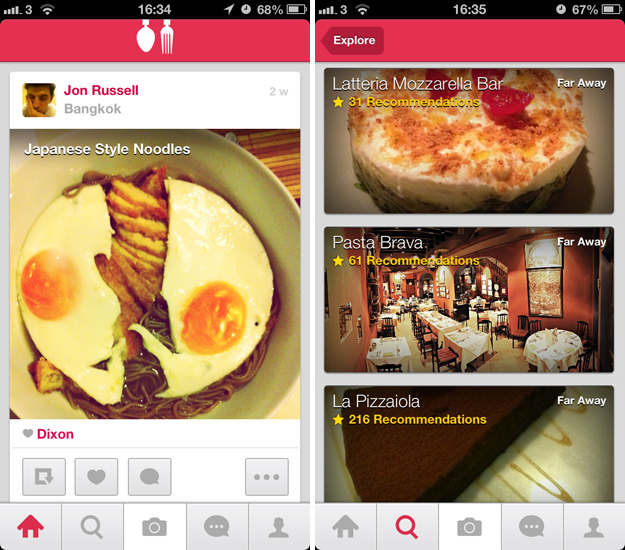 3 16:34 68%
Jon Russell
2 w
Bangkok
Japanese Style Noodles
Dixon
3 16:35 67%
Explore
Latteria Mozzarella Bar
Far Away
31 Recommendations
Pasta Brava
Far Away
61 Recommendations
La Pizzaiola
Far Away
216 Recommendations